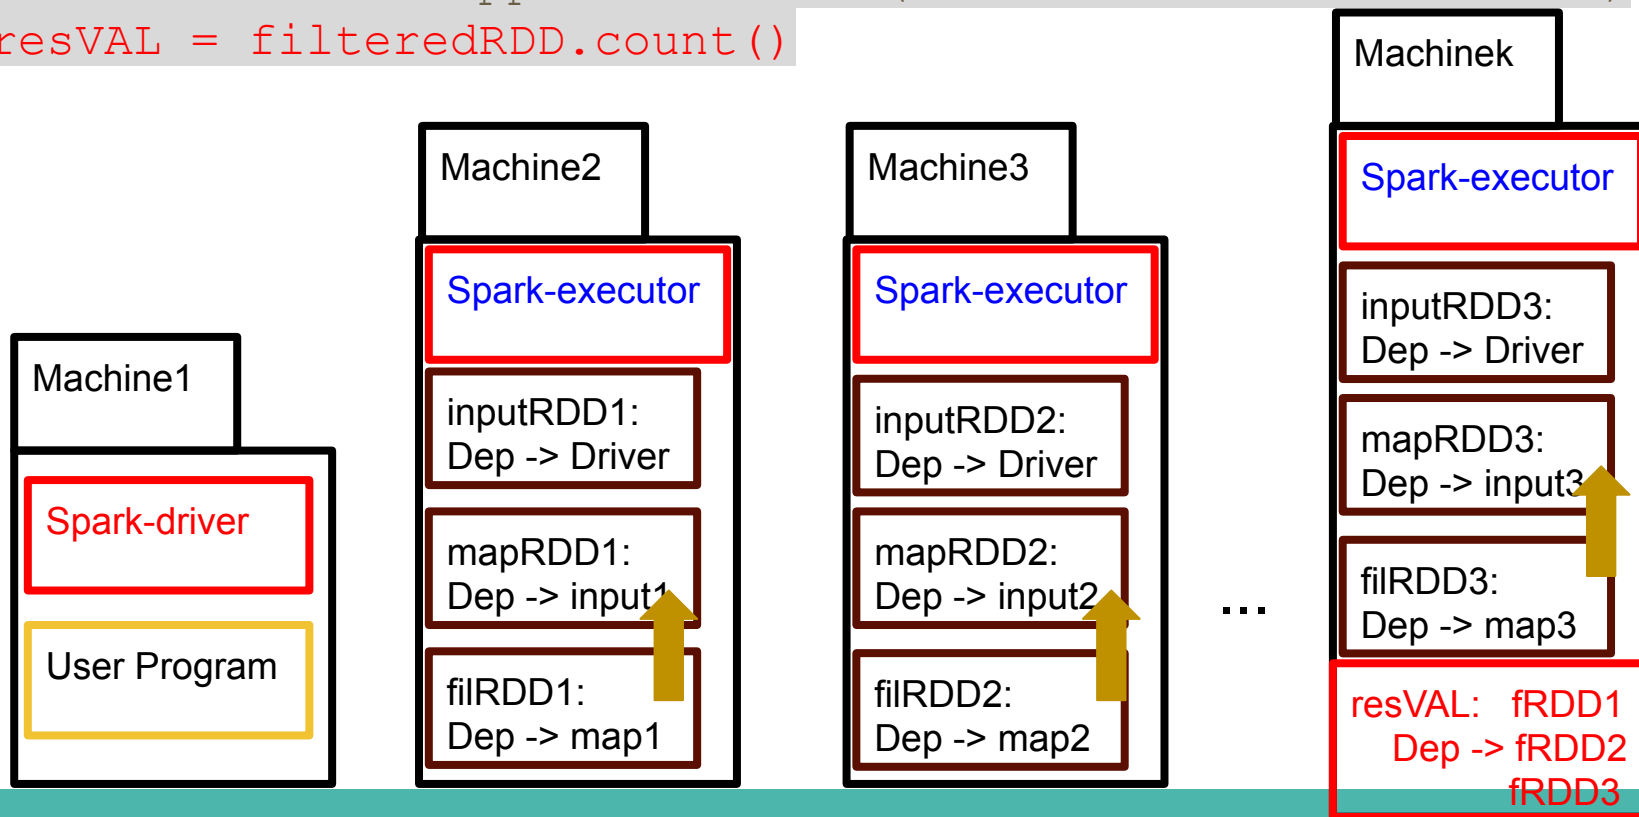 resVAL = filteredRDD.count()
Machine1
Spark-driver
User Program
Machine2
Spark-executor
inputRDD1:
Dep -> Driver
mapRDD1:
Dep -> input1
filRDD1:
Dep -> map1
Machine3
Spark-executor
inputRDD2:
Dep -> Driver
mapRDD2:
Dep -> input2
filRDD2:
Dep -> map2
...
Machinek
Spark-executor
inputRDD3:
Dep -> Driver
mapRDD3:
Dep -> input3
filRDD3:
Dep -> map3
resVAL: fRDD1
Dep -> fRDD2
fRDD3